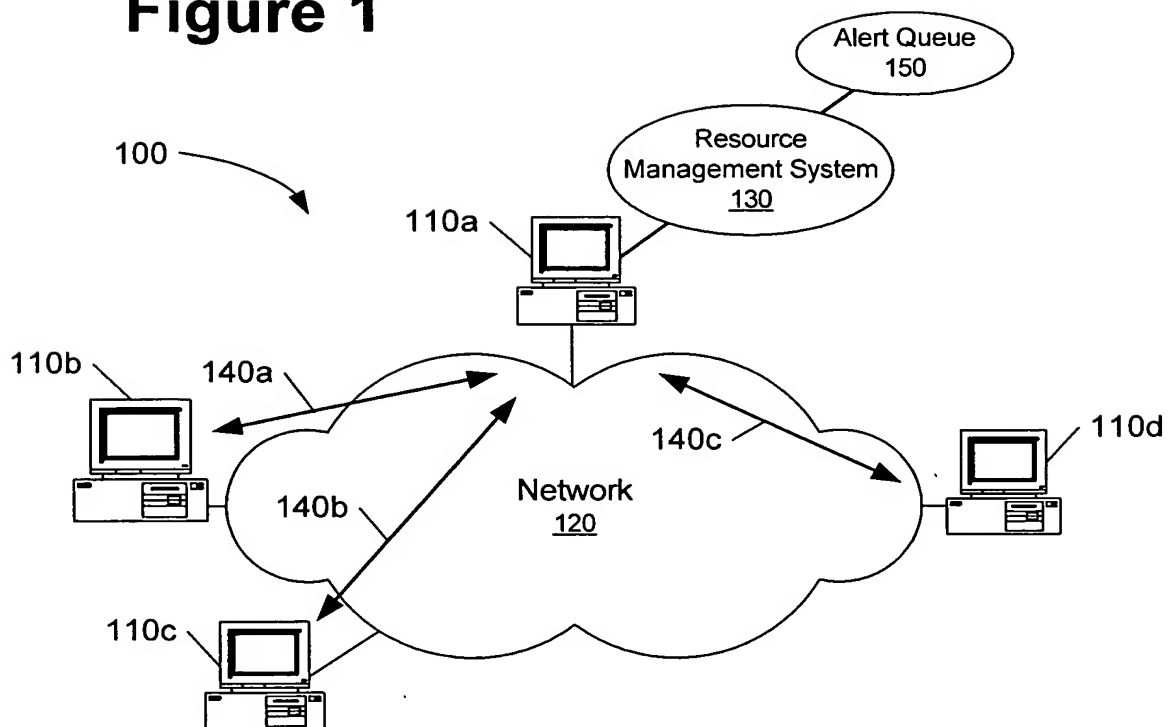 Figure 1
Alert Queue
150
Resource
Management System
130
100
110a
110b
140a
140c
110d
140b
Network
120
110c